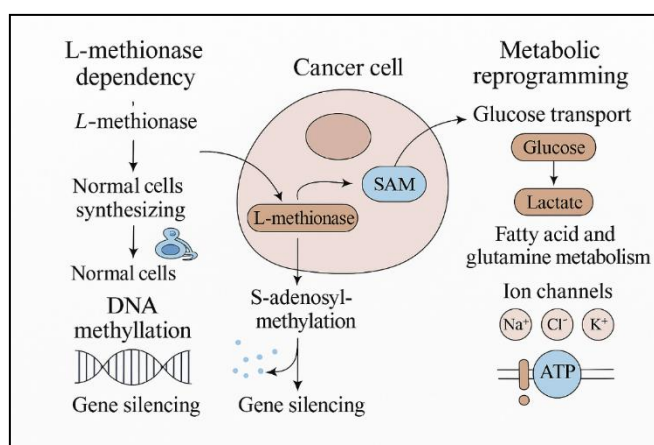 L-methionase
dependency
L-methionase
Normal cells
synthesizing
Normal cells
DNA
methyllation
Gene silencing
Cancer cell
SAM
L-methionase
S-adenosyl-
methylation
Gene silencing
Metabolic
reprogramming
Glucose transport
Glucose
Lactate
Fatty acid and
glutamine metabolism
Ion channels
Na⁺ Cl⁻ K⁺
ATP